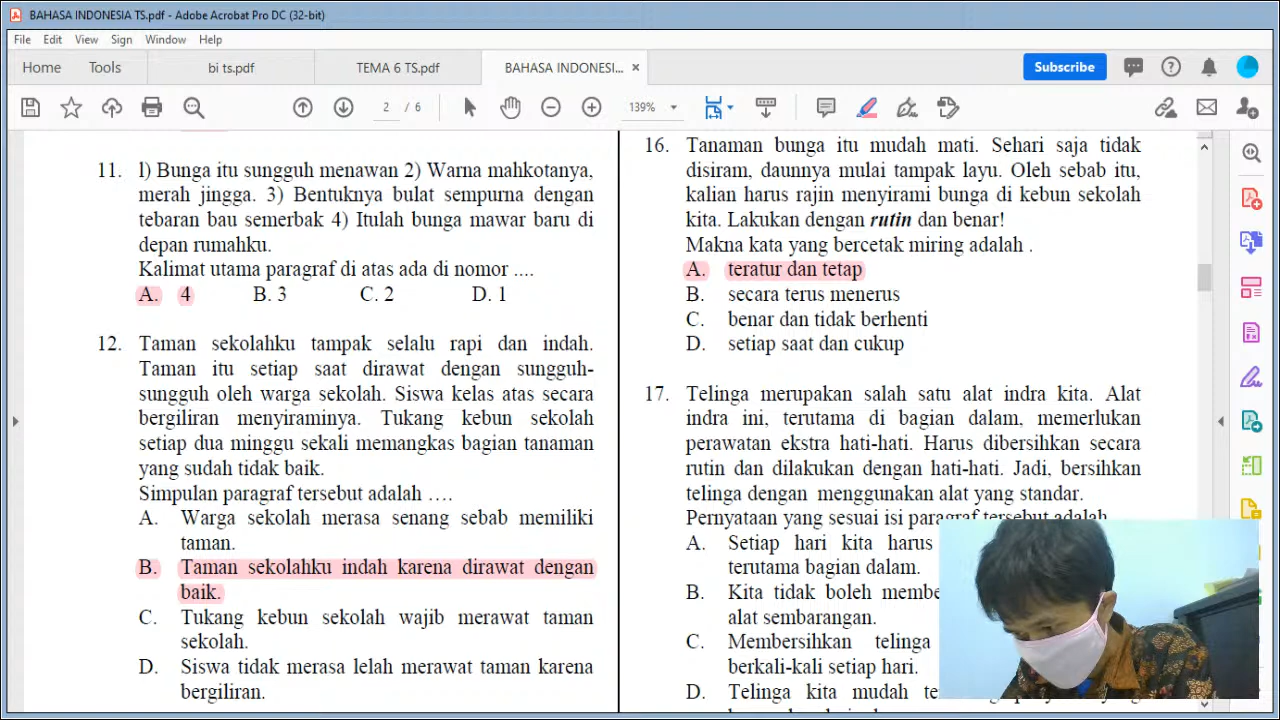 BAHASA INDONESIA TS.pdf - Adobe Acrobat Pro DC (32-bit)
File Edit View Sign Window Help
Home Tools bi ts.pdf TEMA 6 TS.pdf BAHASA INDONESI... × Subscribe
2 / 6 139%
11. l) Bunga itu sungguh menawan 2) Warna mahkotanya,
merah jingga. 3) Bentuknya bulat sempurna dengan
tebaran bau semerbak 4) Itulah bunga mawar baru di
depan rumahku.
Kalimat utama paragraf di atas ada di nomor ....
A. 4 B. 3 C. 2 D. 1
12. Taman sekolahku tampak selalu rapi dan indah.
Taman itu setiap saat dirawat dengan sungguh-
sungguh oleh warga sekolah. Siswa kelas atas secara
bergiliran menyiraminya. Tukang kebun sekolah
setiap dua minggu sekali memangkas bagian tanaman
yang sudah tidak baik.
Simpulan paragraf tersebut adalah ….
A. Warga sekolah merasa senang sebab memiliki
taman.
B. Taman sekolahku indah karena dirawat dengan
baik.
C. Tukang kebun sekolah wajib merawat taman
sekolah.
D. Siswa tidak merasa lelah merawat taman karena
bergiliran.
16. Tanaman bunga itu mudah mati. Sehari saja tidak
disiram, daunnya mulai tampak layu. Oleh sebab itu,
kalian harus rajin menyirami bunga di kebun sekolah
kita. Lakukan dengan rutin dan benar!
Makna kata yang bercetak miring adalah .
A. teratur dan tetap
B. secara terus menerus
C. benar dan tidak berhenti
D. setiap saat dan cukup
17. Telinga merupakan salah satu alat indra kita. Alat
indra ini, terutama di bagian dalam, memerlukan
perawatan ekstra hati-hati. Harus dibersihkan secara
rutin dan dilakukan dengan hati-hati. Jadi, bersihkan
telinga dengan menggunakan alat yang standar.
Pernyataan yang sesuai isi paragraf tersebut adalah
A. Setiap hari kita harus
terutama bagian dalam.
B. Kita tidak boleh
alat sembarangan.
C. Membersihkan telinga
berkali-kali setiap hari.
D. Telinga kita mudah